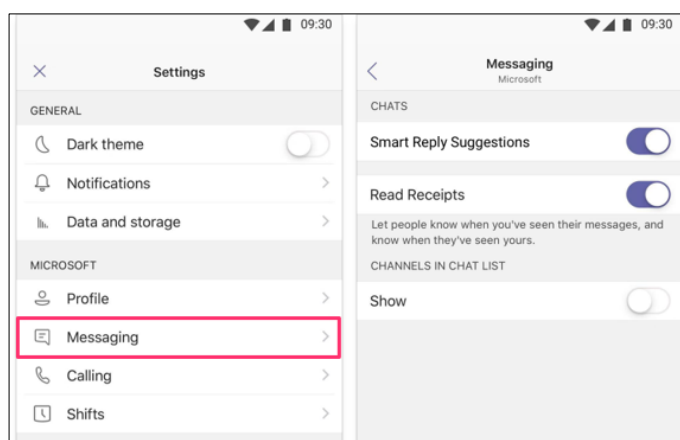 09:30
Settings
GENERAL
Dark theme
Notifications
Data and storage
MICROSOFT
Profile
Messaging
Calling
Shifts
09:30
Messaging
Microsoft
CHATS
Smart Reply Suggestions
Read Receipts
Let people know when you've seen their messages, and
know when they've seen yours.
CHANNELS IN CHAT LIST
Show